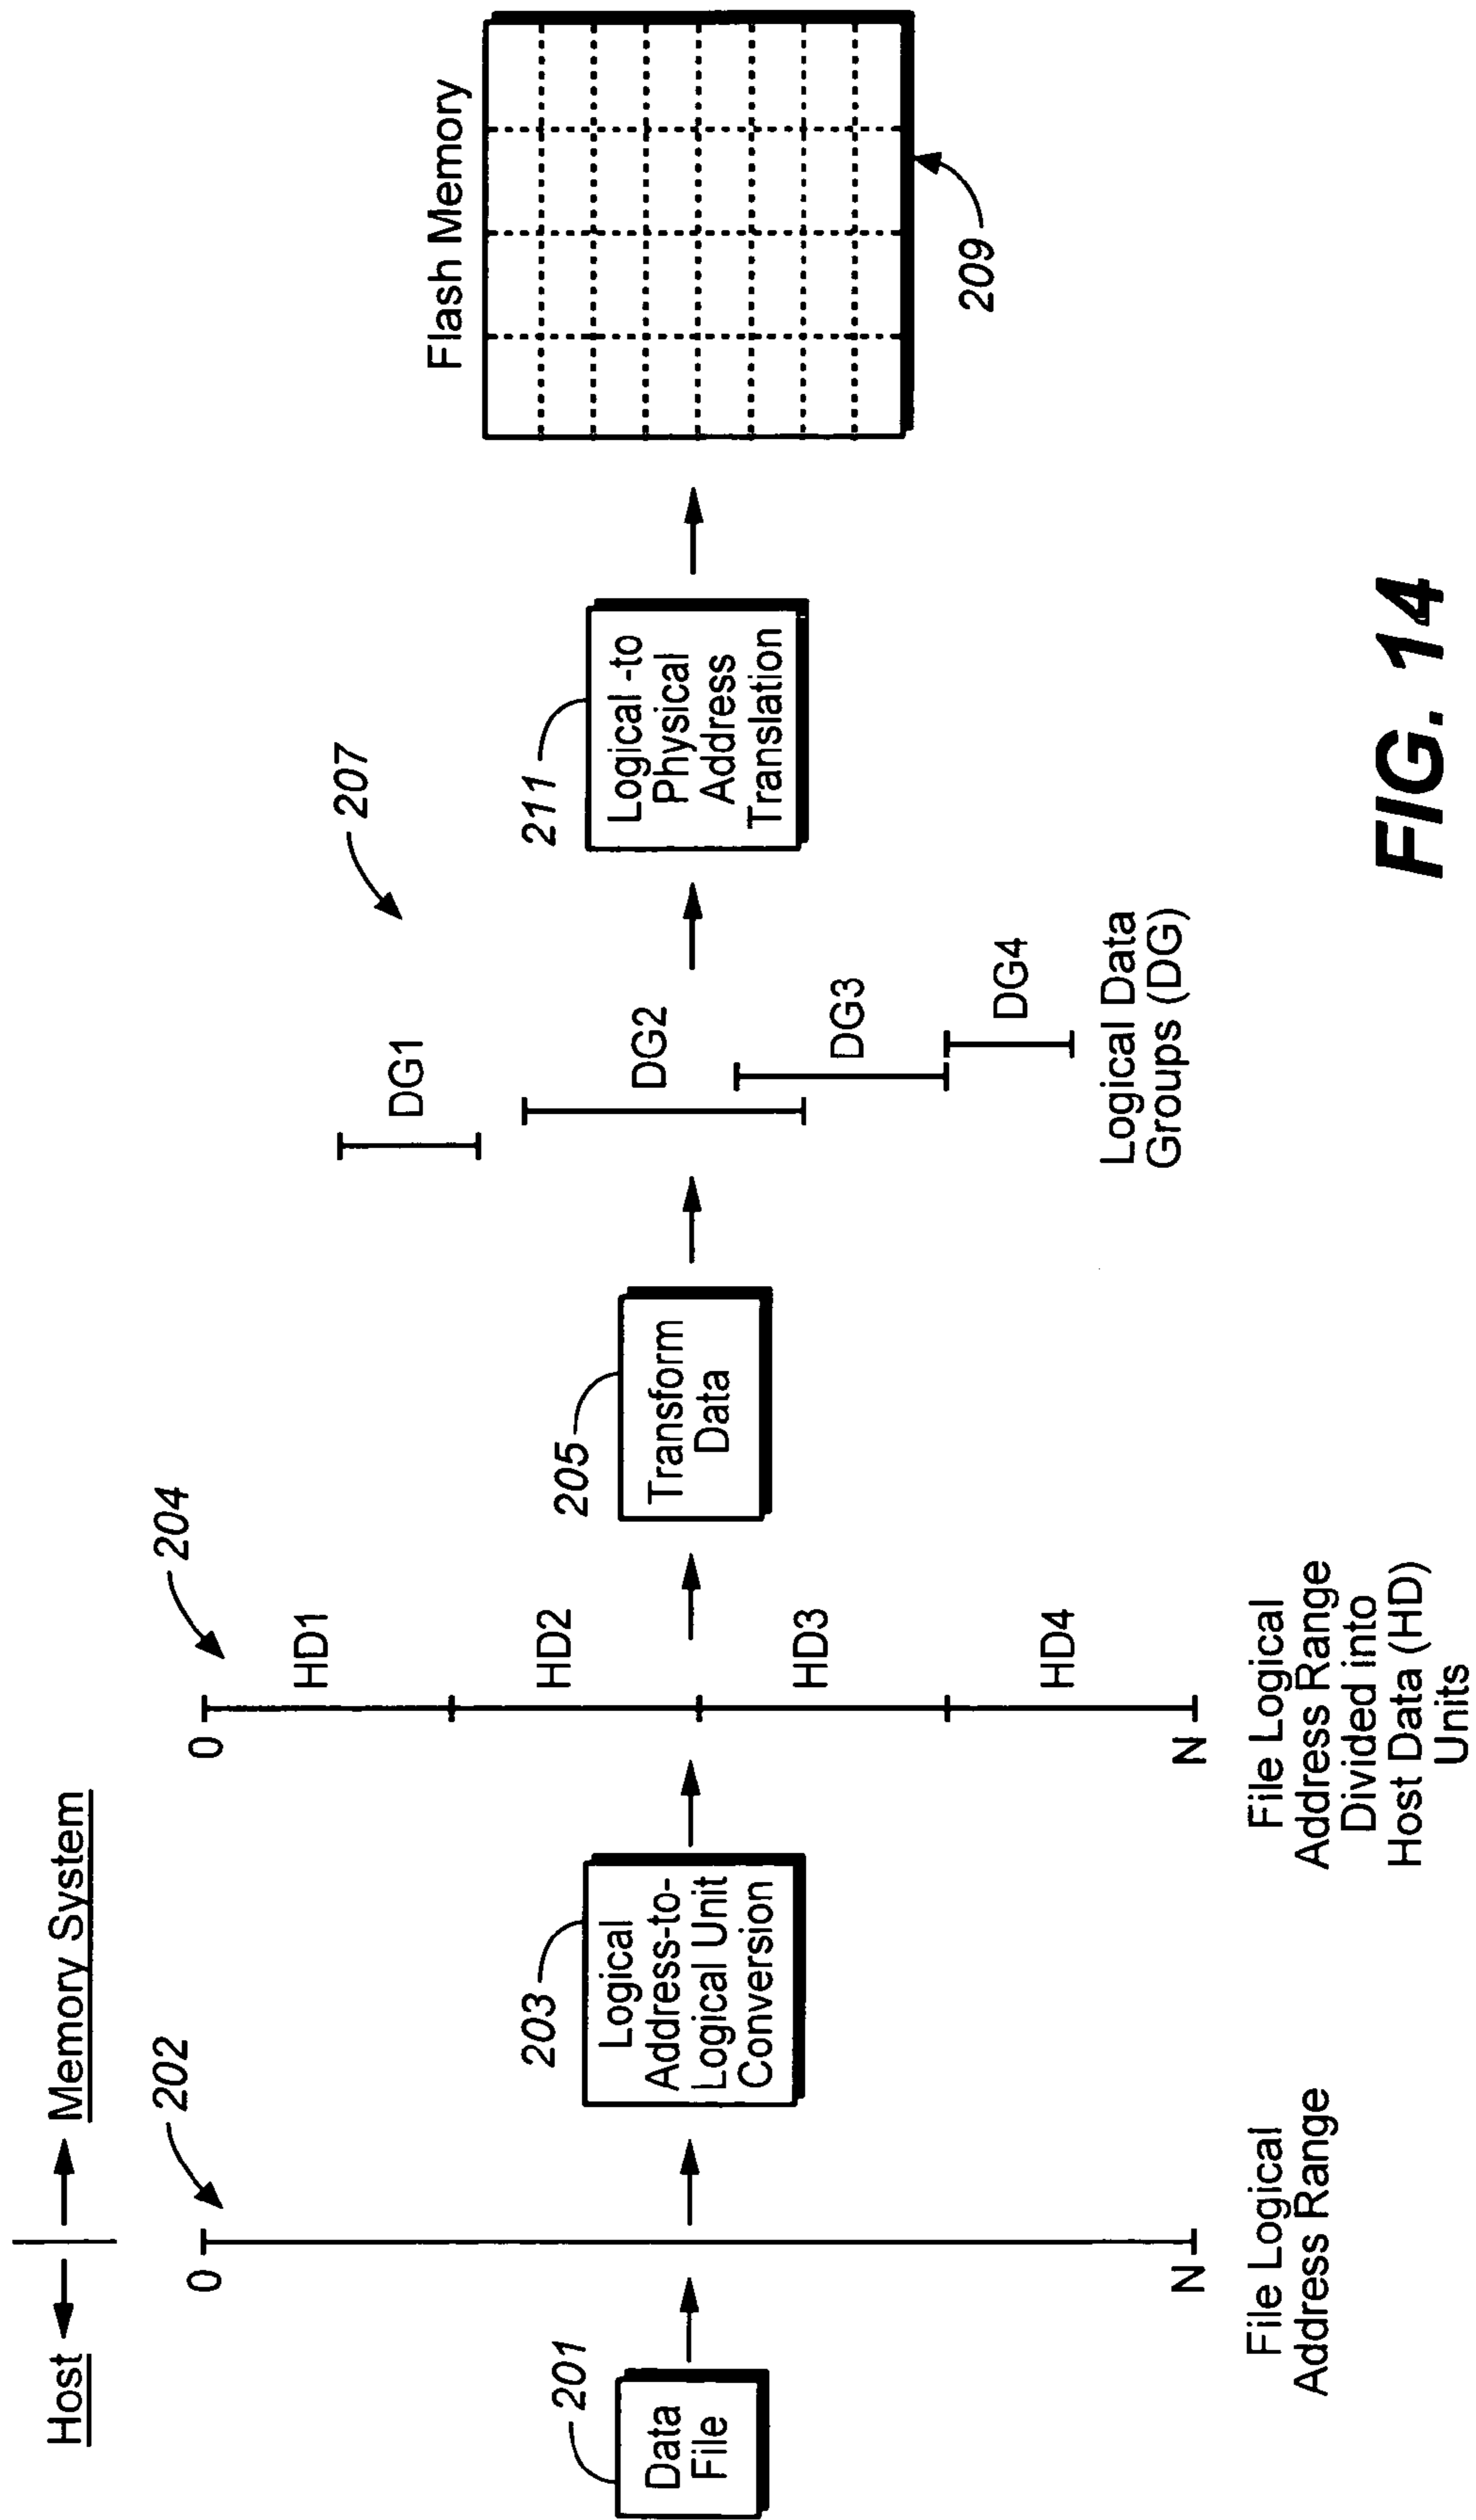 Host
Memory System
201
Data
File
202
0
N
File Logical
Address Range
203
Logical
Address-to-
Logical Unit
Conversion
204
0
HD1
HD2
HD3
HD4
N
File Logical
Address Range
Divided into
Host Data (HD)
Units
205
Transform
Data
207
DG1
DG2
DG3
DG4
Logical Data
Groups (DG)
211
Logical -to
Physical
Address
Translation
Flash Memory
209
FIG. 14